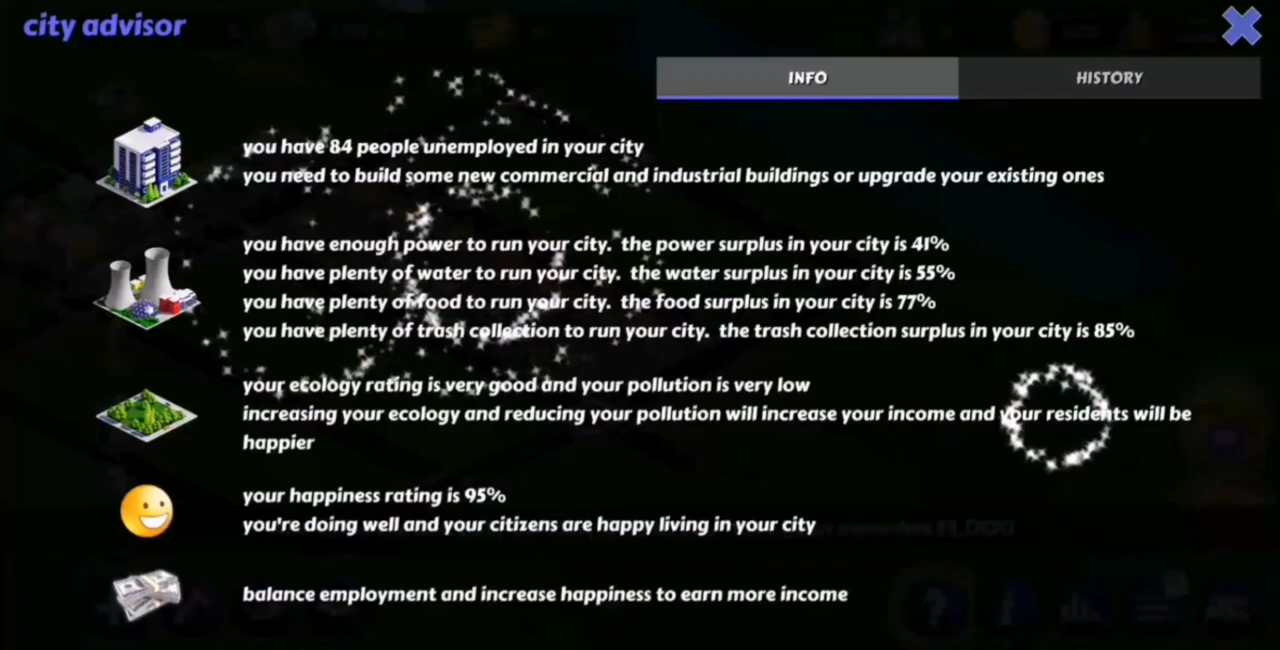 city advisor
INFO
HISTORY
you have 84 people unemployed in your city
you need to build some new commercial and industrial buildings or upgrade your existing ones
you have enough power to run your city. the power surplus in your city is 41%
you have plenty of water to run your city. the water surplus in your city is 55%
you have plenty of food to run your city. the food surplus in your city is 77%
you have plenty of trash collection to run your city. the trash collection surplus in your city is 85%
your ecology rating is very good and your pollution is very low
increasing your ecology and reducing your pollution will increase your income and your residents will be
happier
your happiness rating is 95%
you're doing well and your citizens are happy living in your city
balance employment and increase happiness to earn more income